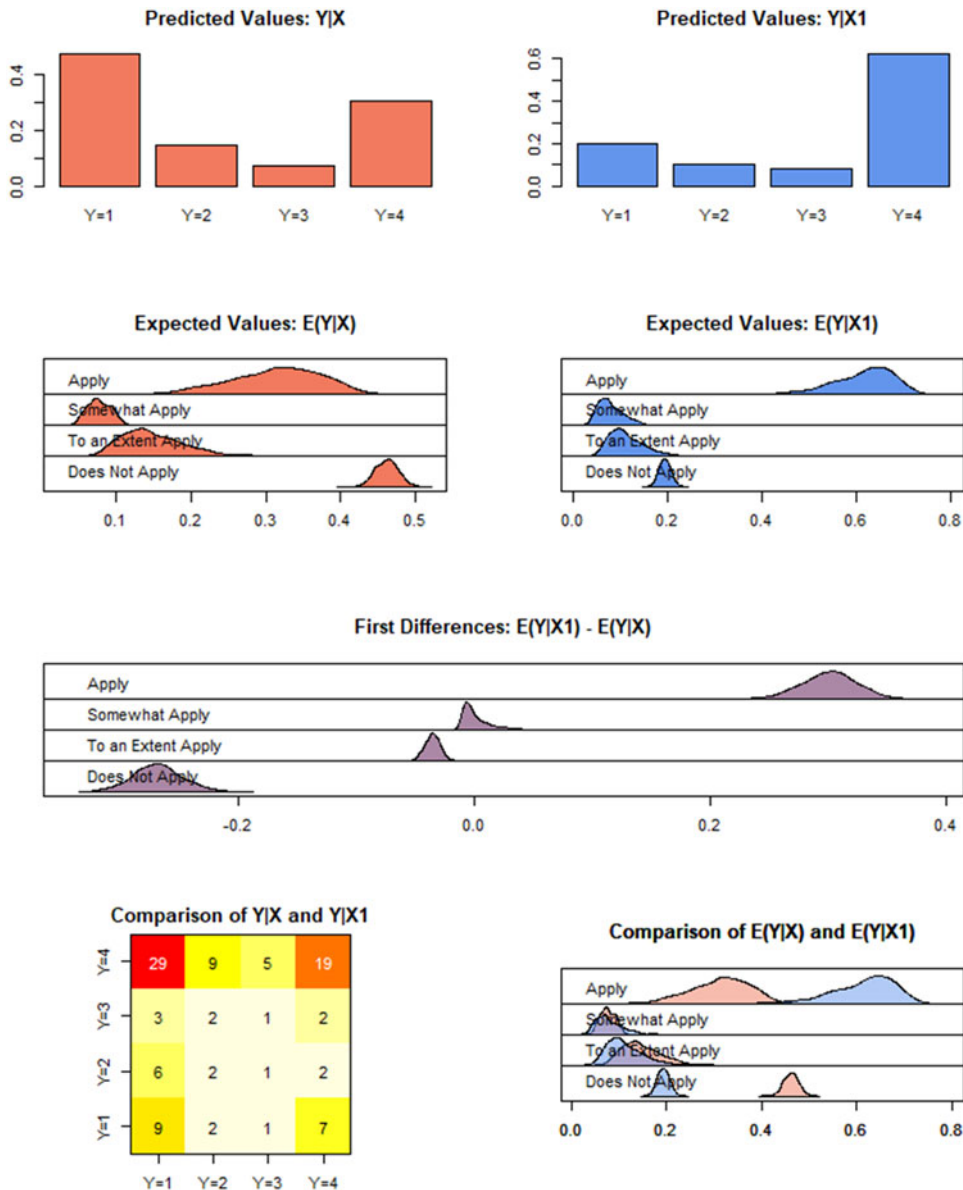 Predicted Values: Y|X
0.0 0.2 0.4
Y=1 Y=2 Y=3 Y=4
Predicted Values: Y|X1
0.0 0.2 0.4 0.6
Y=1 Y=2 Y=3 Y=4
Expected Values: E(Y|X)
Apply
Somewhat Apply
To an Extent Apply
Does Not Apply
0.1 0.2 0.3 0.4 0.5
Expected Values: E(Y|X1)
Apply
Somewhat Apply
To an Extent Apply
Does Not Apply
0.0 0.2 0.4 0.6 0.8
First Differences: E(Y|X1) - E(Y|X)
Apply
Somewhat Apply
To an Extent Apply
Does Not Apply
-0.2 0.0 0.2 0.4
Comparison of Y|X and Y|X1
Y=4 29 9 5 19
Y=3 3 2 1 2
Y=2 6 2 1 2
Y=1 9 2 1 7
Y=1 Y=2 Y=3 Y=4
Comparison of E(Y|X) and E(Y|X1)
Apply
Somewhat Apply
To an Extent Apply
Does Not Apply
0.0 0.2 0.4 0.6 0.8